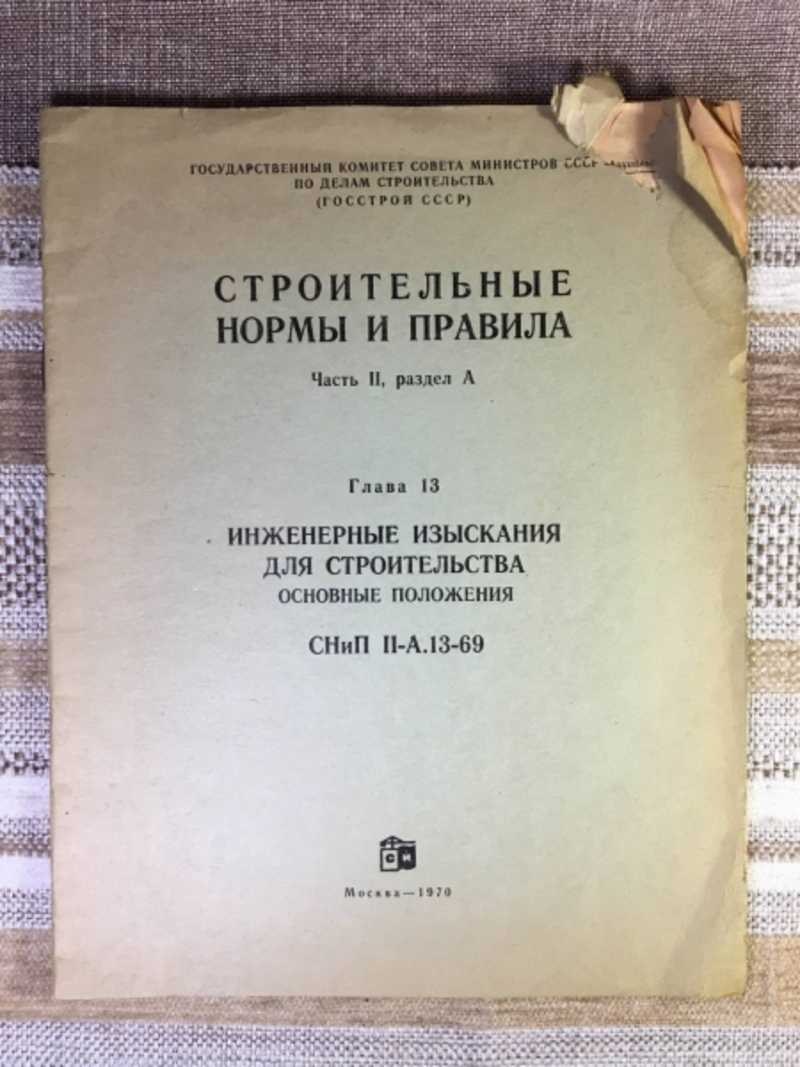 ГОСУДАРСТВЕННЫЙ КОМИТЕТ СОВЕТА МИНИСТРОВ СССР
ПО ДЕЛАМ СТРОИТЕЛЬСТВА
(ГОССТРОЙ СССР)
СТРОИТЕЛЬНЫЕ
НОРМЫ И ПРАВИЛА
Часть II, раздел А
Глава 13
ИНЖЕНЕРНЫЕ ИЗЫСКАНИЯ
ДЛЯ СТРОИТЕЛЬСТВА
ОСНОВНЫЕ ПОЛОЖЕНИЯ
СНиП II-А.13-69
С И
Москва—1970